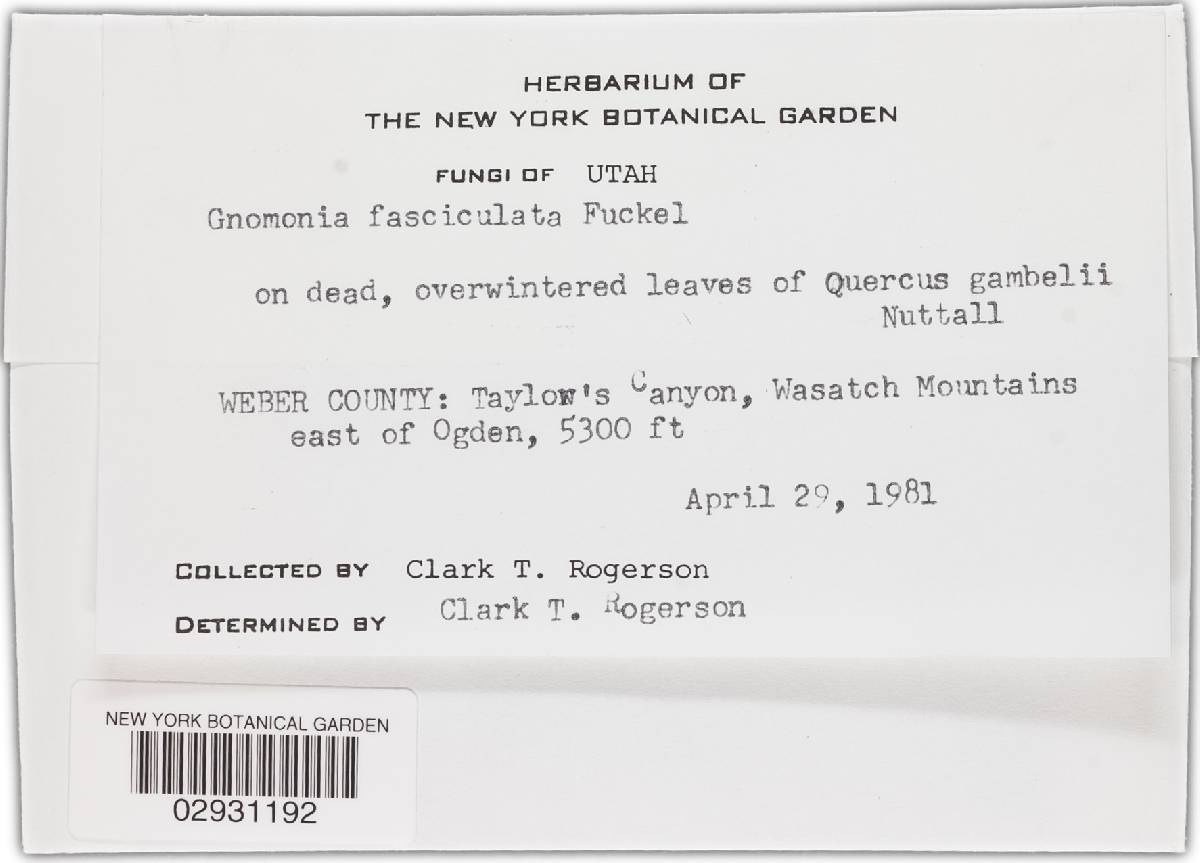 HERBARIUM OF
THE NEW YORK BOTANICAL GARDEN
FUNGI OF UTAH
Gnomonia fasciculata Fuckel
on dead, overwintered leaves of Quercus gambelii
Nuttall
WEBER COUNTY: Taylor's Canyon, Wasatch Mountains
east of Ogden, 5300 ft
April 29, 1981
COLLECTED BY Clark T. Rogerson
DETERMINED BY Clark T. Rogerson
NEW YORK BOTANICAL GARDEN
02931192